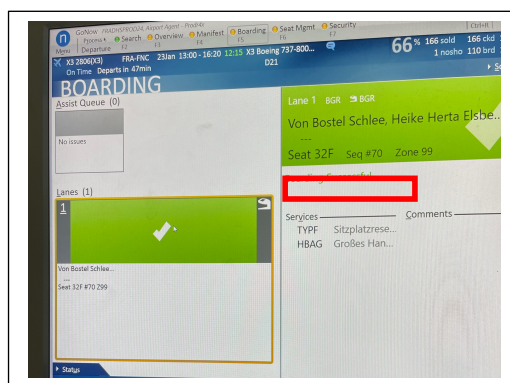 GoNow FRADHSPROD24, Airport Agent - ProdMx
Menu
Process
Search F2
Overview F3
Manifest F4
Boarding F5
Seat Mgmt F6
Security F7
Ctrl+R
Departure
X3 2806(X3) FRA-FNC 23Jan 13:00 - 16:20 12:15 X3 Boeing 737-800...
On Time Departs in 47min D21
66% 166 sold 166 ckd
1 nosho 110 brd
BOARDING
Assist Queue (0)
No issues
Lanes (1)
1
Von Bostel Schlee...
---
Seat 32F #70 Z99
Status
Lane 1 BGR BGR
Von Bostel Schlee, Heike Herta Elsbe..
---
Seat 32F Seq #70 Zone 99
Services
Comments
TYPF Sitzplatzrese...
HBAG Großes Han...